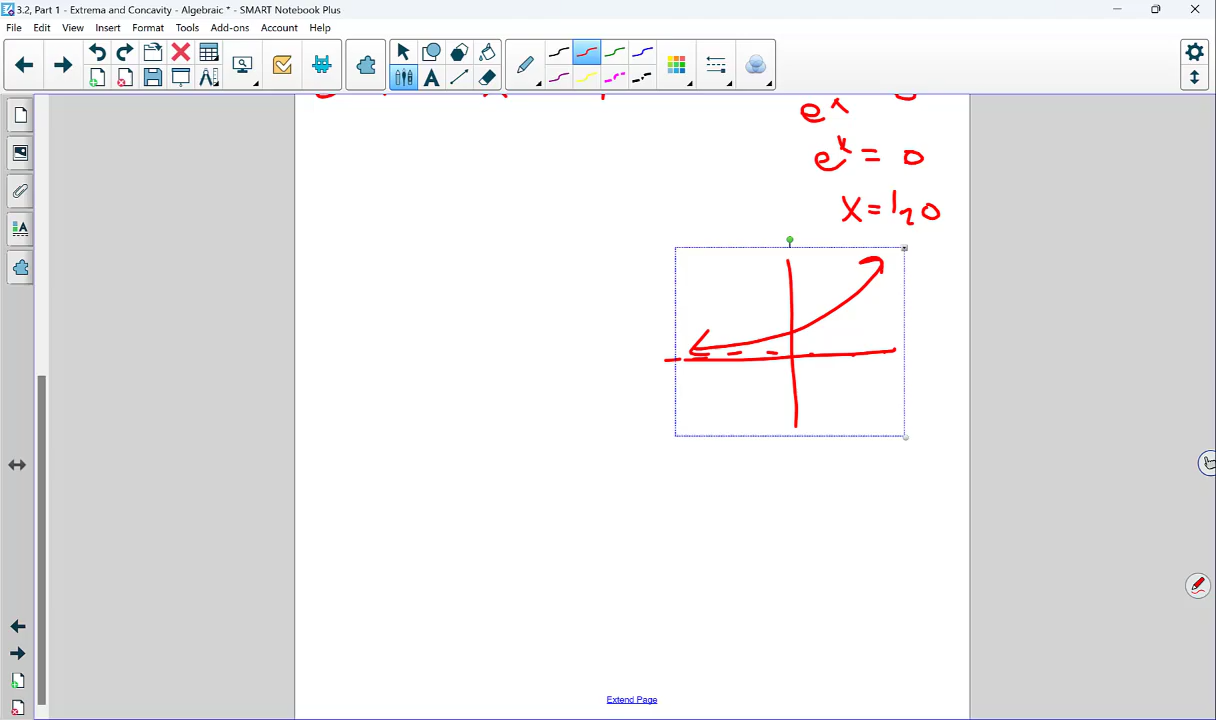 3.2, Part 1 - Extrema and Concavity - Algebraic * - SMART Notebook Plus
File Edit View Insert Format Tools Add-ons Account Help
e^x
e^x = 0
x = ln 0
Extend Page